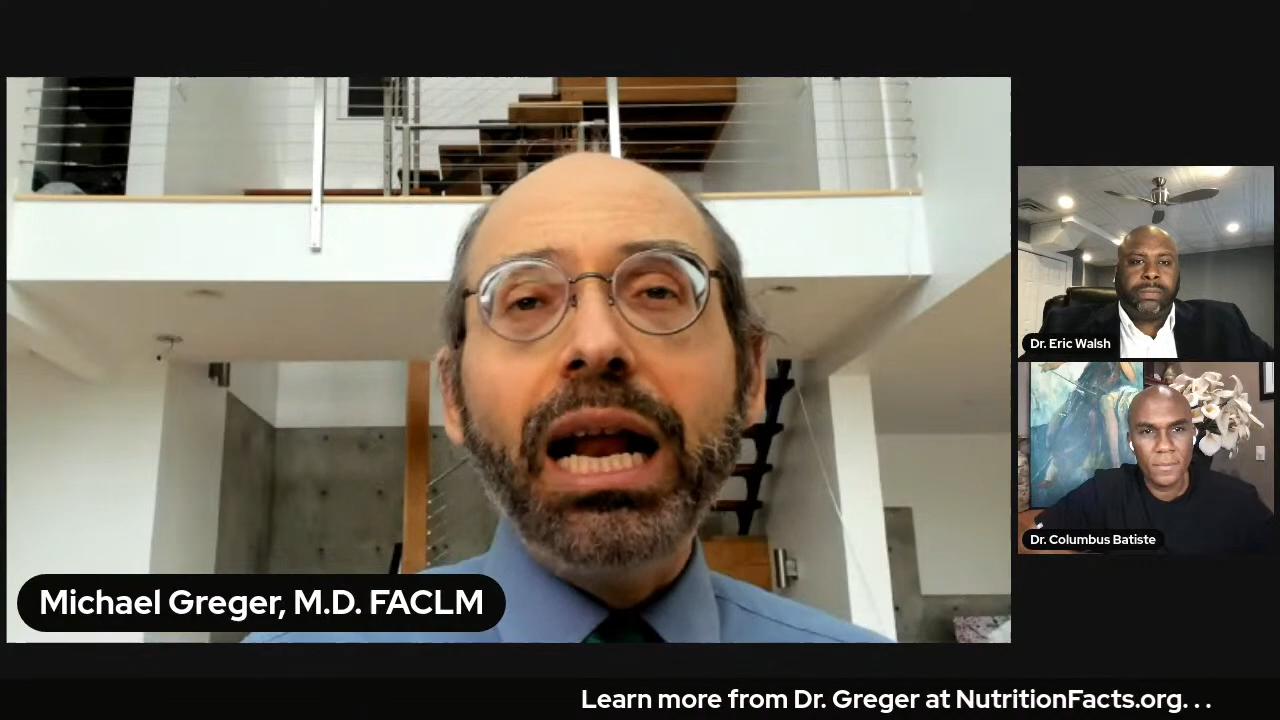 Dr. Eric Walsh
Dr. Columbus Batiste
Michael Greger, M.D. FACLM
Learn more from Dr. Greger at NutritionFacts.org. . .